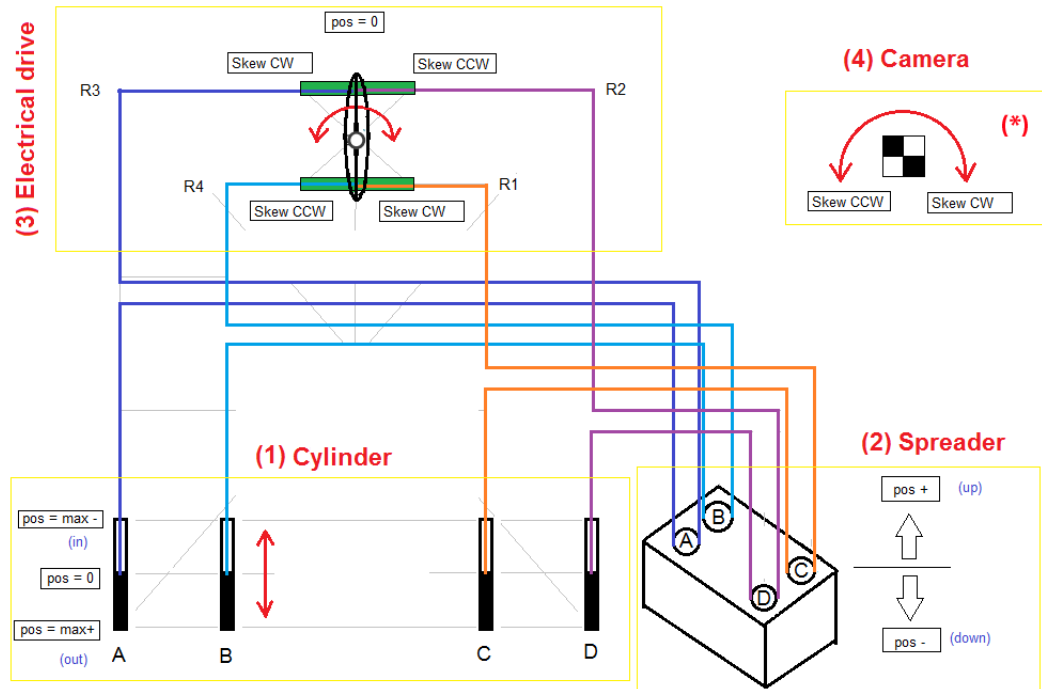 (3) Electrical drive
pos = 0
Skew CW
Skew CCW
R3
R2
R4
R1
Skew CCW
Skew CW
(4) Camera
(*)
Skew CCW
Skew CW
(1) Cylinder
pos = max -
(in)
pos = 0
pos = max+
(out)
A
B
C
D
(2) Spreader
pos +
(up)
B
A
C
D
pos -
(down)